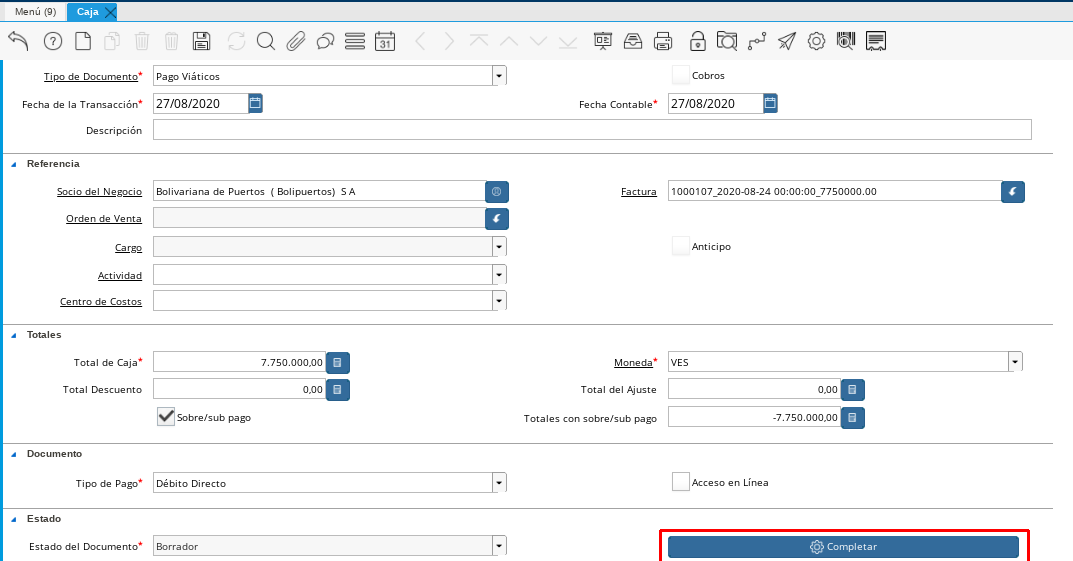 Menú (9) Caja
31
Tipo de Documento* Pago Viáticos Cobros
Fecha de la Transacción* 27/08/2020 Fecha Contable* 27/08/2020
Descripción
Referencia
Socio del Negocio Bolivariana de Puertos ( Bolipuertos) S A Factura 1000107_2020-08-24 00:00:00_7750000.00
Orden de Venta
Cargo Anticipo
Actividad
Centro de Costos
Totales
Total de Caja* 7.750.000,00 Moneda* VES
Total Descuento 0,00 Total del Ajuste 0,00
Sobre/sub pago Totales con sobre/sub pago -7.750.000,00
Documento
Tipo de Pago* Débito Directo Acceso en Línea
Estado
Estado del Documento* Borrador Completar